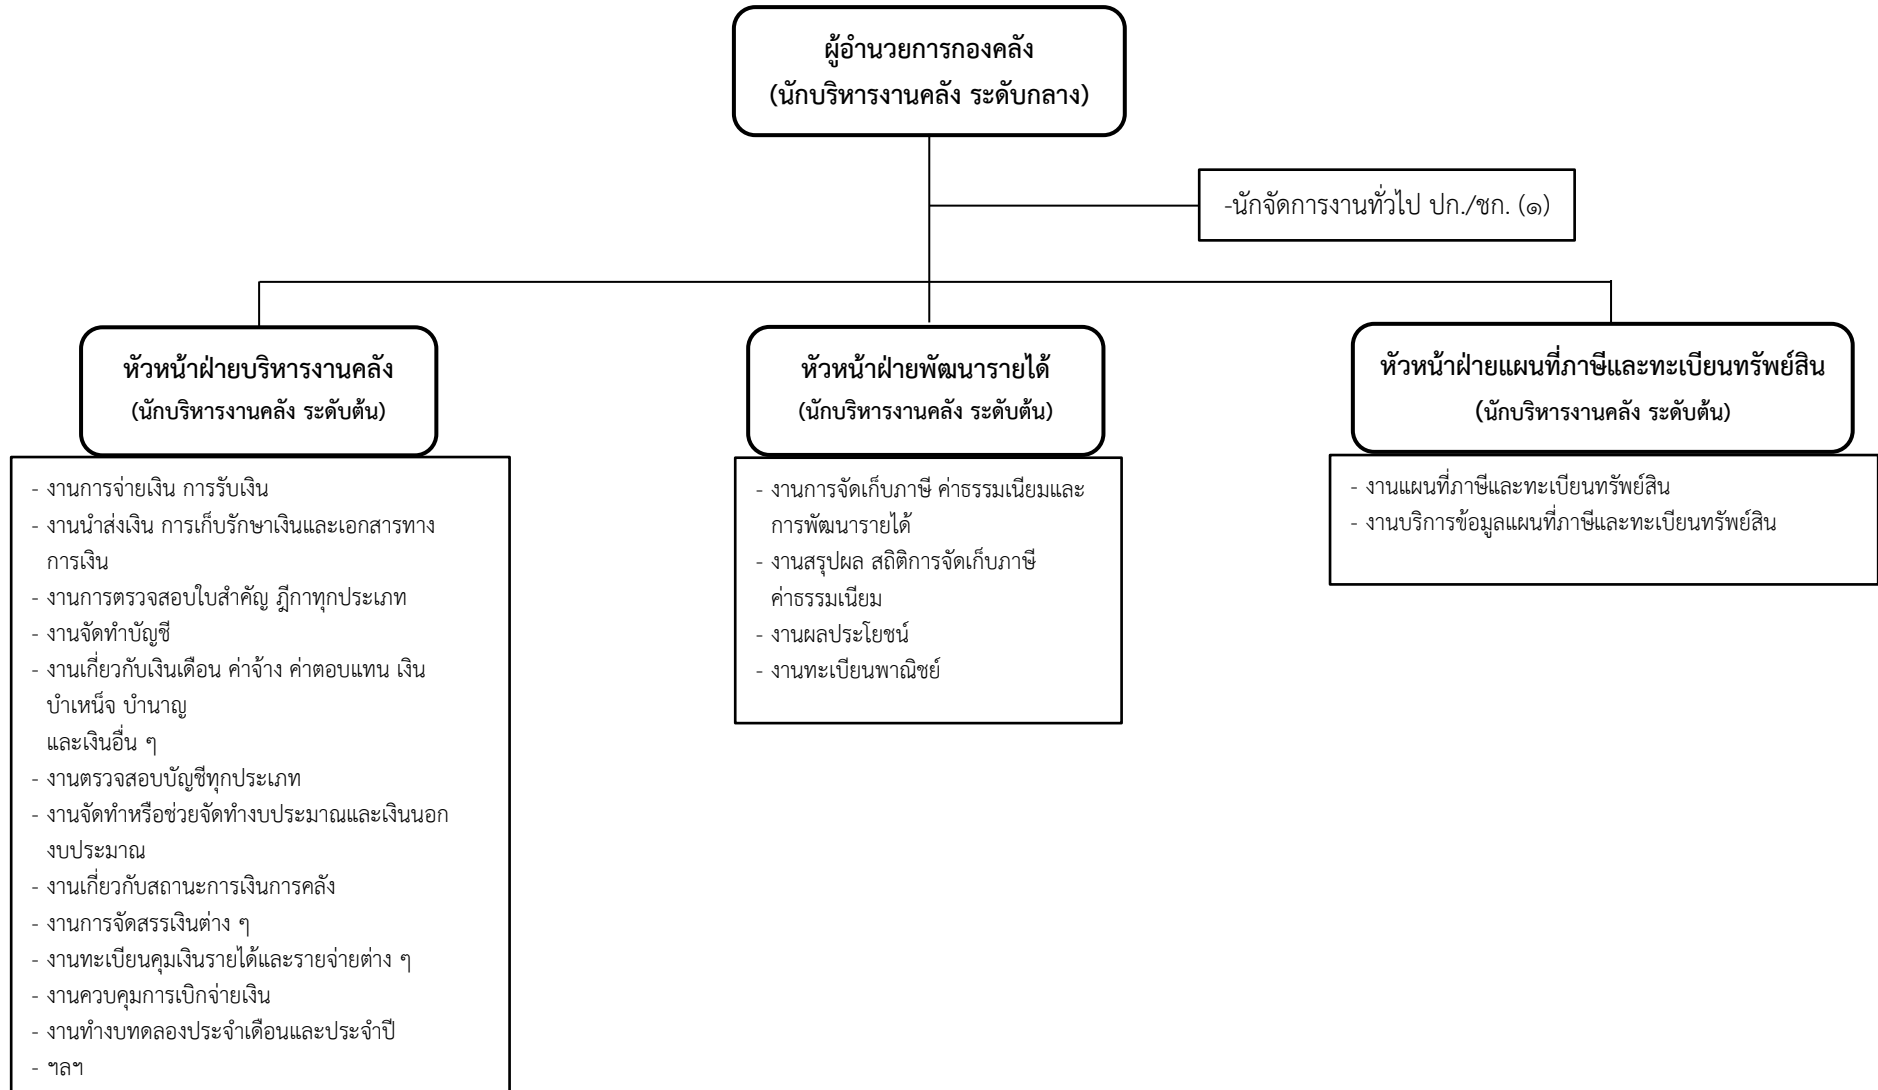 ผู้อำนวยการกองคลัง
(นักบริหารงานคลัง ระดับกลาง)
-นักจัดการงานทั่วไป ปก./ชก. (๑)
หัวหน้าฝ่ายบริหารงานคลัง
(นักบริหารงานคลัง ระดับต้น)
- งานการจ่ายเงิน การรับเงิน
- งานนำส่งเงิน การเก็บรักษาเงินและเอกสารทาง
การเงิน
- งานการตรวจสอบใบสำคัญ ฎีกาทุกประเภท
- งานจัดทำบัญชี
- งานเกี่ยวกับเงินเดือน ค่าจ้าง ค่าตอบแทน เงิน
บำเหน็จ บำนาญ
และเงินอื่น ๆ
- งานตรวจสอบบัญชีทุกประเภท
- งานจัดทำหรือช่วยจัดทำงบประมาณและเงินนอก
งบประมาณ
- งานเกี่ยวกับสถานะการเงินการคลัง
- งานการจัดสรรเงินต่าง ๆ
- งานทะเบียนคุมเงินรายได้และรายจ่ายต่าง ๆ
- งานควบคุมการเบิกจ่ายเงิน
- งานทำงบทดลองประจำเดือนและประจำปี
- ฯลฯ
หัวหน้าฝ่ายพัฒนารายได้
(นักบริหารงานคลัง ระดับต้น)
- งานการจัดเก็บภาษี ค่าธรรมเนียมและ
การพัฒนารายได้
- งานสรุปผล สถิติการจัดเก็บภาษี
ค่าธรรมเนียม
- งานผลประโยชน์
- งานทะเบียนพาณิชย์
หัวหน้าฝ่ายแผนที่ภาษีและทะเบียนทรัพย์สิน
(นักบริหารงานคลัง ระดับต้น)
- งานแผนที่ภาษีและทะเบียนทรัพย์สิน
- งานบริการข้อมูลแผนที่ภาษีและทะเบียนทรัพย์สิน